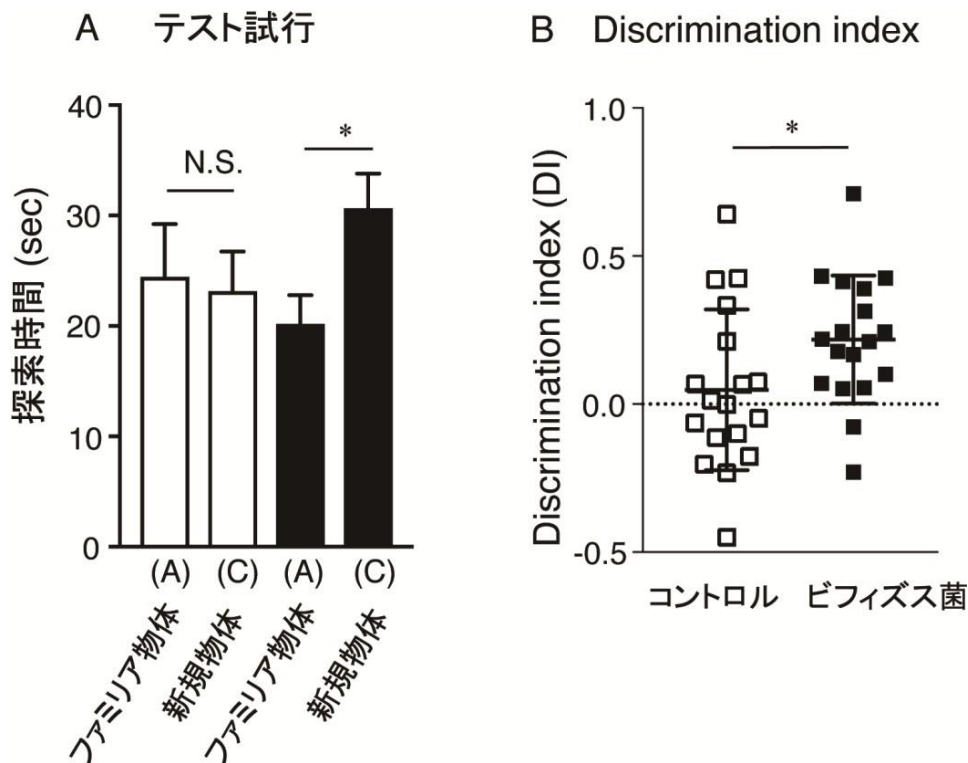 A テスト試行
40
30
20
10
0
探索時間 (sec)
N.S.
*
(A) (C) (A) (C)
ファミリア物体
新規物体
ファミリア物体
新規物体
B Discrimination index
1.0
0.5
0.0
-0.5
Discrimination index (DI)
*
コントロール ビフィズス菌